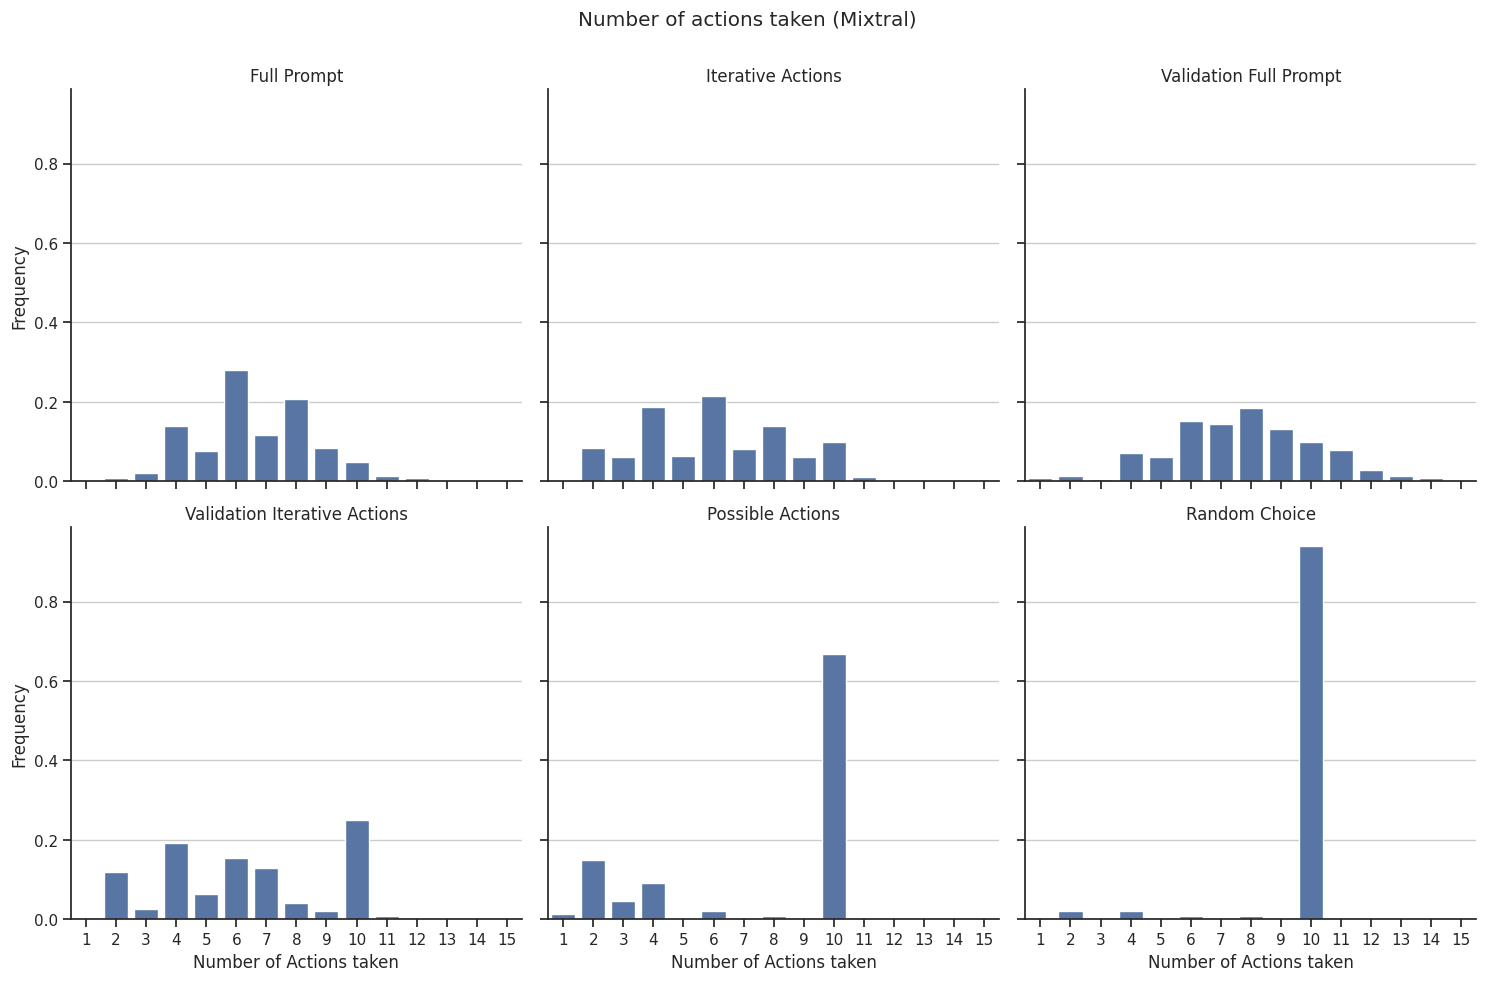 Number of actions taken (Mixtral)
Full Prompt
Iterative Actions
Validation Full Prompt
Frequency
0.8
0.6
0.4
0.2
0.0
Validation Iterative Actions
Possible Actions
Random Choice
Frequency
0.8
0.6
0.4
0.2
0.0
1 2 3 4 5 6 7 8 9 10 11 12 13 14 15
1 2 3 4 5 6 7 8 9 10 11 12 13 14 15
1 2 3 4 5 6 7 8 9 10 11 12 13 14 15
Number of Actions taken
Number of Actions taken
Number of Actions taken